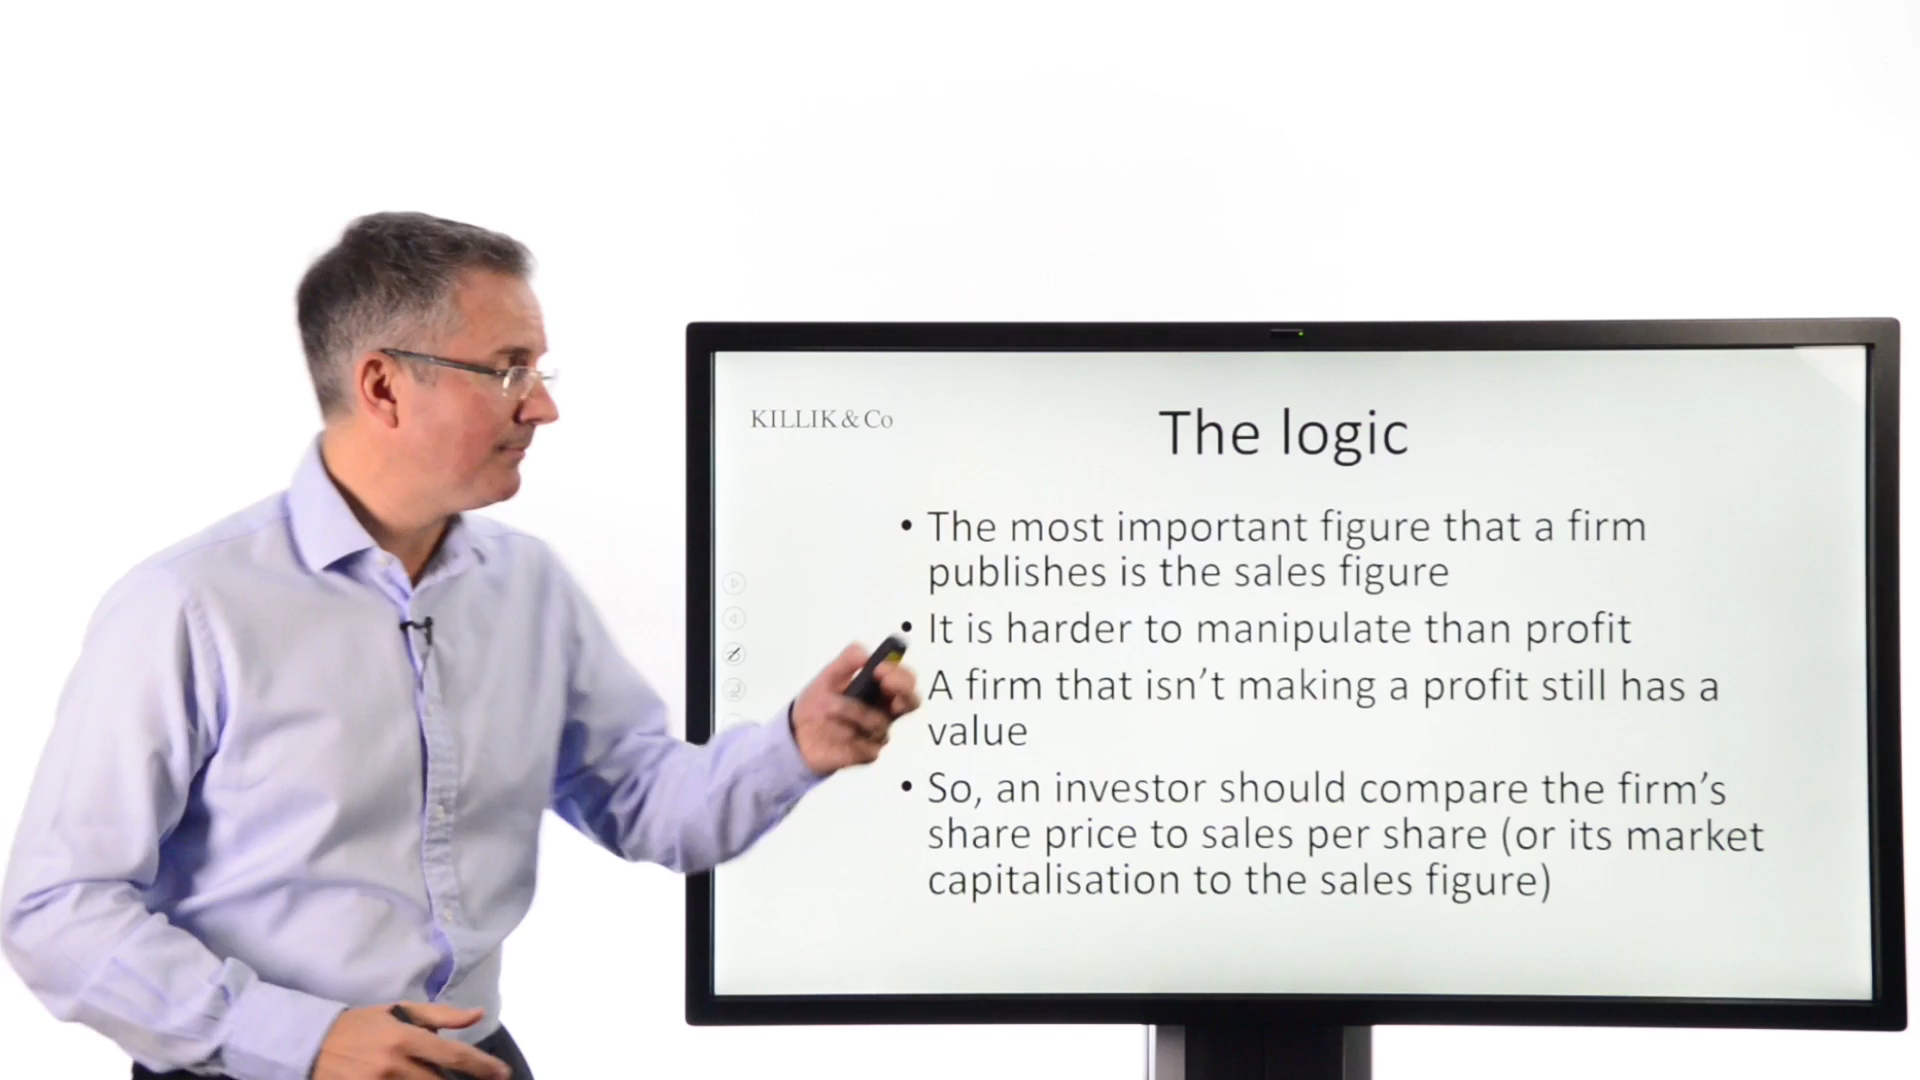 KILLIK & Co
The logic
• The most important figure that a firm
publishes is the sales figure
• It is harder to manipulate than profit
A firm that isn’t making a profit still has a
value
• So, an investor should compare the firm’s
share price to sales per share (or its market
capitalisation to the sales figure)